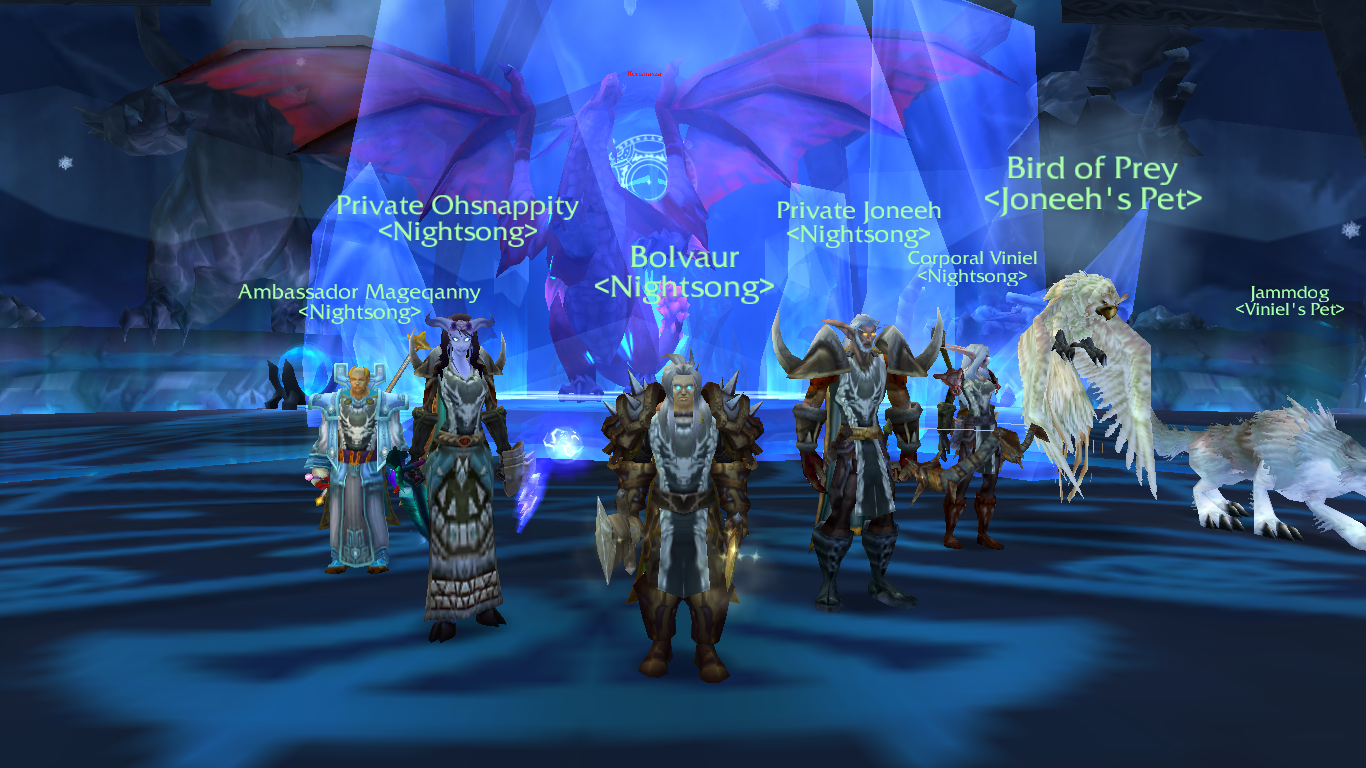 Private Ohsnappity
<Nightsong>
Ambassador Mageqanny
<Nightsong>
Bolvaur
<Nightsong>
Private Joneeh
<Nightsong>
Corporal Viniel
<Nightsong>
Bird of Prey
<Joneeh's Pet>
Jammdog
<Viniel's Pet>